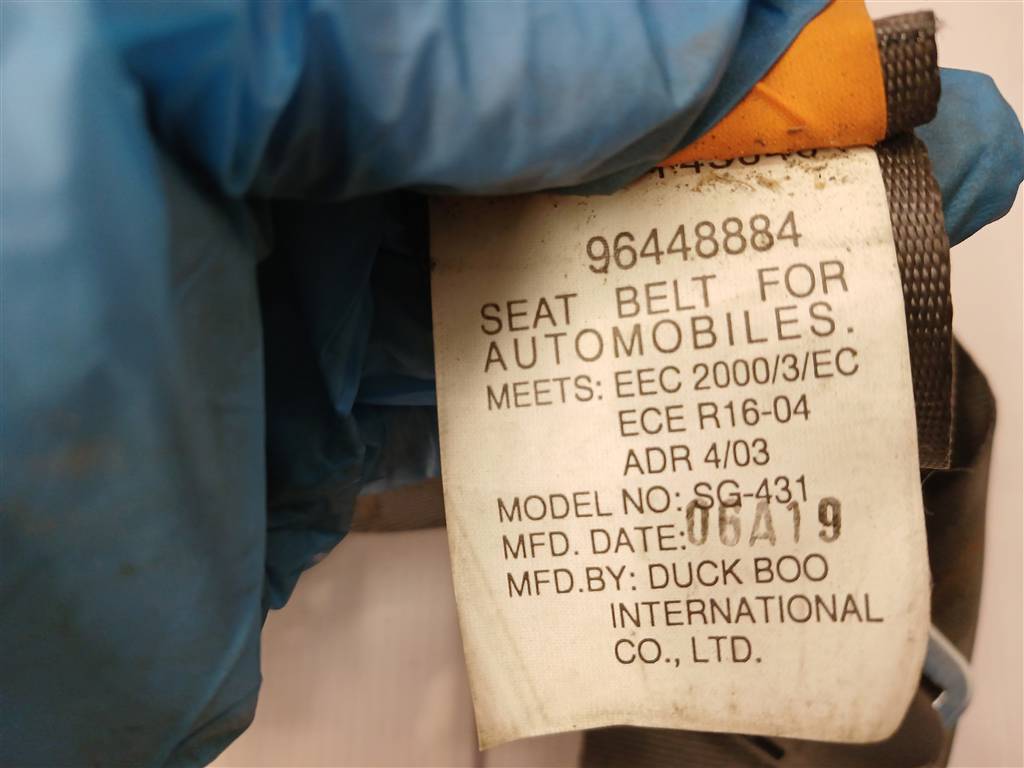 96448884
SEAT BELT FOR
AUTOMOBILES.
MEETS: EEC 2000/3/EC
ECE R16-04
ADR 4/03
MODEL NO: SG-431
MFD. DATE: 06A19
MFD.BY: DUCK BOO
INTERNATIONAL
CO., LTD.